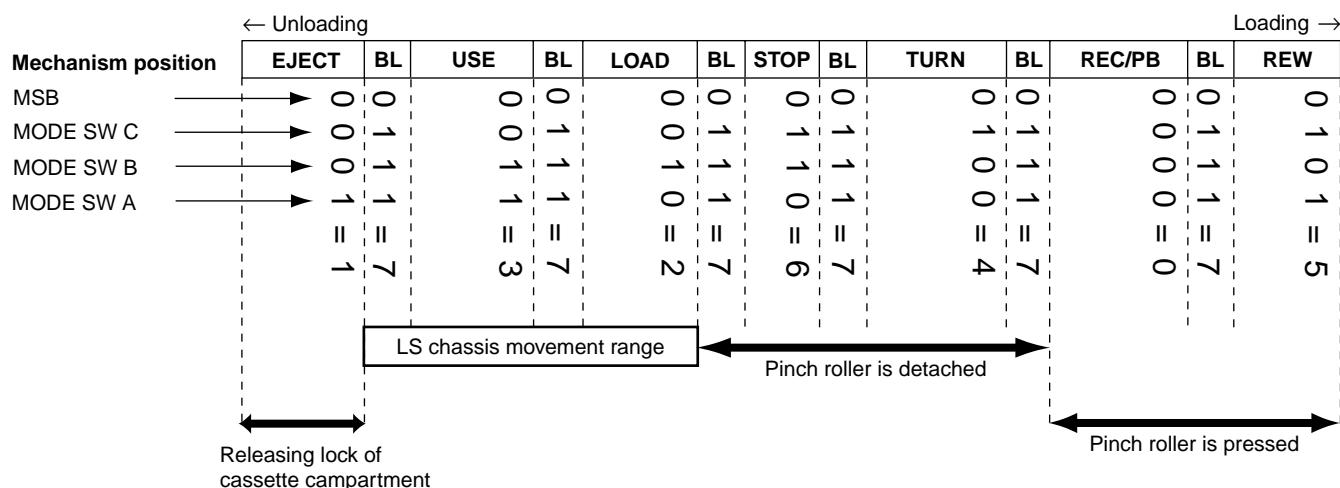 ← Unloading Loading →
Mechanism position EJECT BL USE BL LOAD BL STOP BL TURN BL REC/PB BL REW
MSB 0 0 0 0 0 0 0 0 0 0 0 0 0
MODE SW C 0 1 0 1 0 1 1 1 1 1 0 1 1
MODE SW B 0 1 1 1 1 1 1 1 0 1 0 1 0
MODE SW A 1 1 1 1 0 1 0 1 0 1 0 1 1
= = = = = = = = = = = = =
1 7 3 7 2 7 6 7 4 7 0 7 5
LS chassis movement range
Pinch roller is detached
Releasing lock of
cassette campartment
Pinch roller is pressed